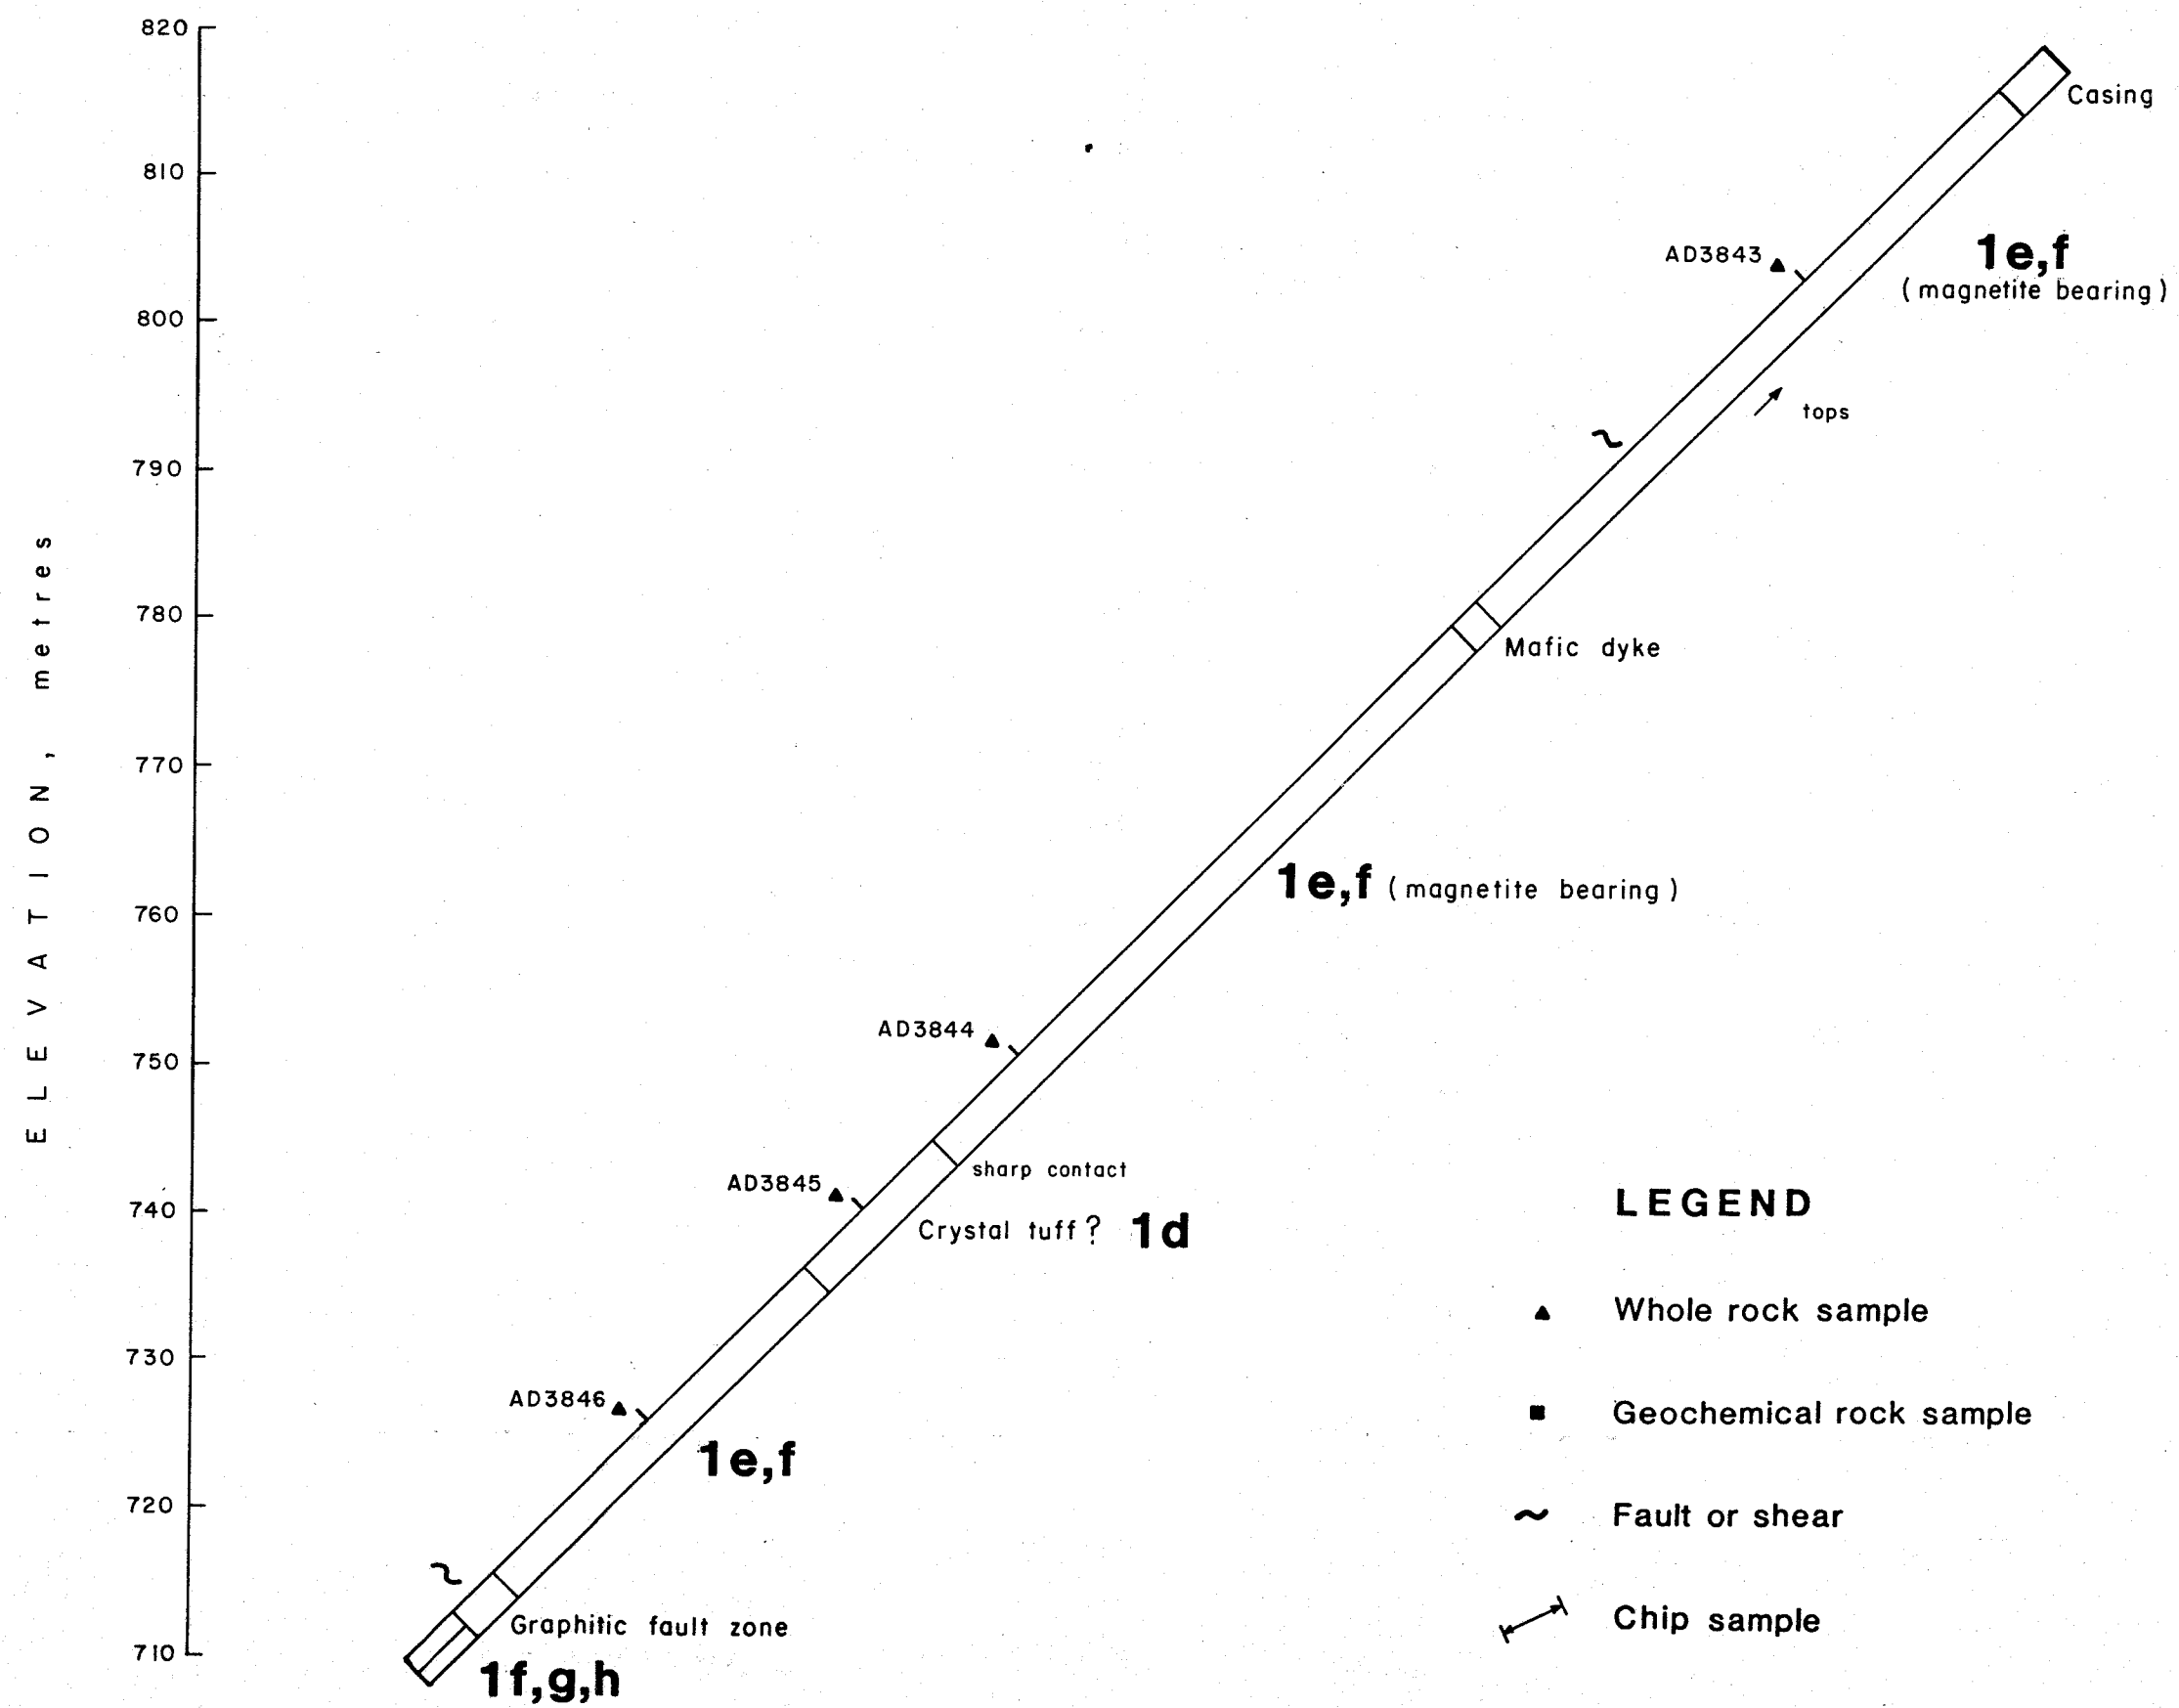 820
Casing
810
AD3843
1e,f
( magnetite bearing )
800
tops
790
780
Mafic dyke
770
1e,f ( magnetite bearing )
760
AD3844
750
sharp contact
AD3845
740
Crystal tuff? 1d
730
AD3846
1e,f
720
Graphitic fault zone
710
1f,g,h
ELEVATION, metres
LEGEND
Whole rock sample
Geochemical rock sample
Fault or shear
Chip sample